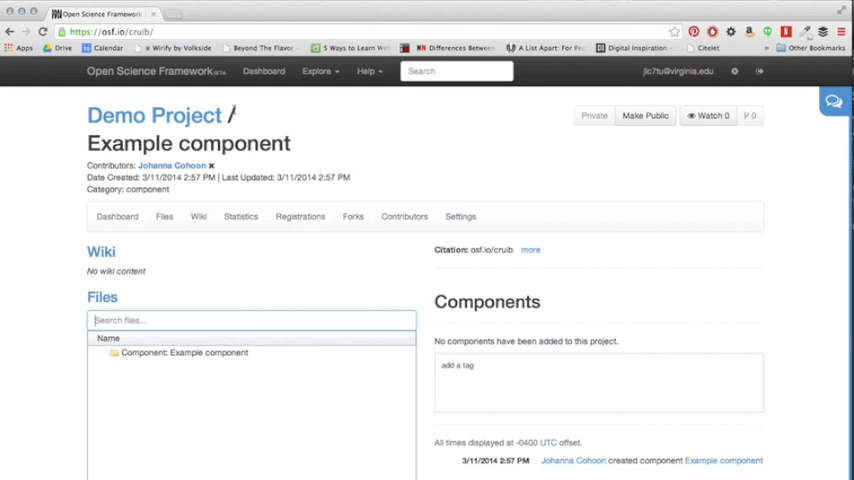 Open Science Framework
https://osf.io/cruib/
Apps Drive Calendar x Wirify by Volkside Beyond The Flavor 5 Ways to Learn Web NN Differences Between A List Apart: For Peo Digital Inspiration Citelet » Other Bookmarks
Open Science Framework BETA Dashboard Explore Help Search jlc7tu@virginia.edu
Demo Project /
Private Make Public Watch 0 0
Example component
Contributors: Johanna Cohoon
Date Created: 3/11/2014 2:57 PM | Last Updated: 3/11/2014 2:57 PM
Category: component
Dashboard Files Wiki Statistics Registrations Forks Contributors Settings
Wiki
No wiki content
Files
Search files...
Name
Component: Example component
Citation: osf.io/cruib more
Components
No components have been added to this project.
add a tag
All times displayed at -0400 UTC offset.
3/11/2014 2:57 PM Johanna Cohoon created component Example component